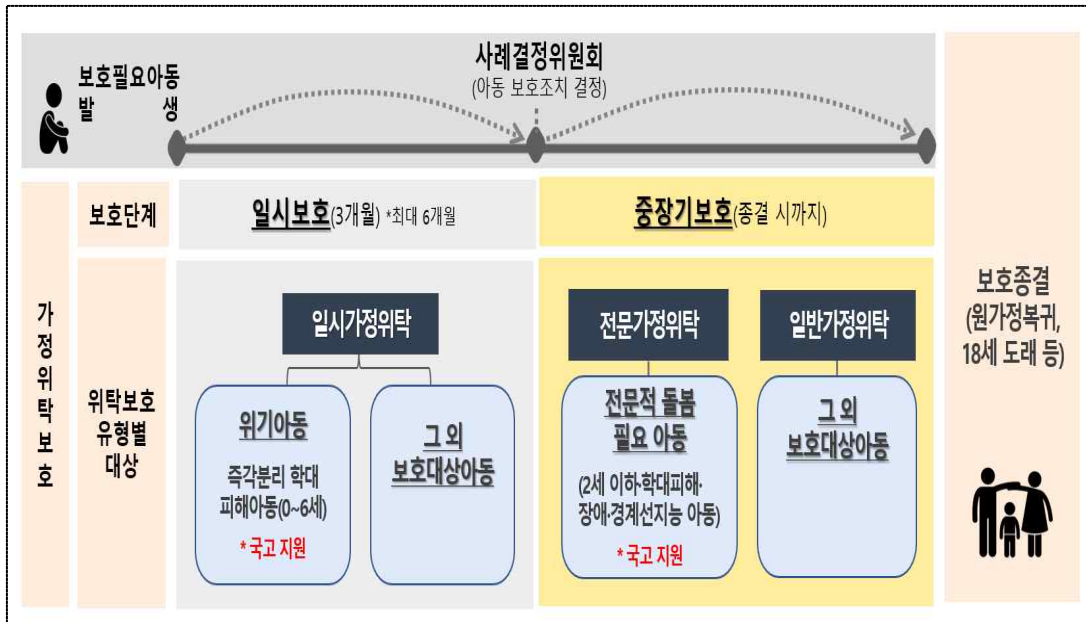 보호필요아동
발 생
사례결정위원회
(아동 보호조치 결정)
보호단계
일시보호(3개월) *최대 6개월
중장기보호(종결 시까지)
가정위탁보호
위탁보호
유형별
대상
일시가정위탁
위기아동
즉각분리 학대
피해아동(0~6세)
* 국고 지원
그 외
보호대상아동
전문가정위탁
전문적 돌봄
필요 아동
(2세 이하·학대피해·
장애·경계선지능 아동)
* 국고 지원
일반가정위탁
그 외
보호대상아동
보호종결
(원가정복귀,
18세 도래 등)